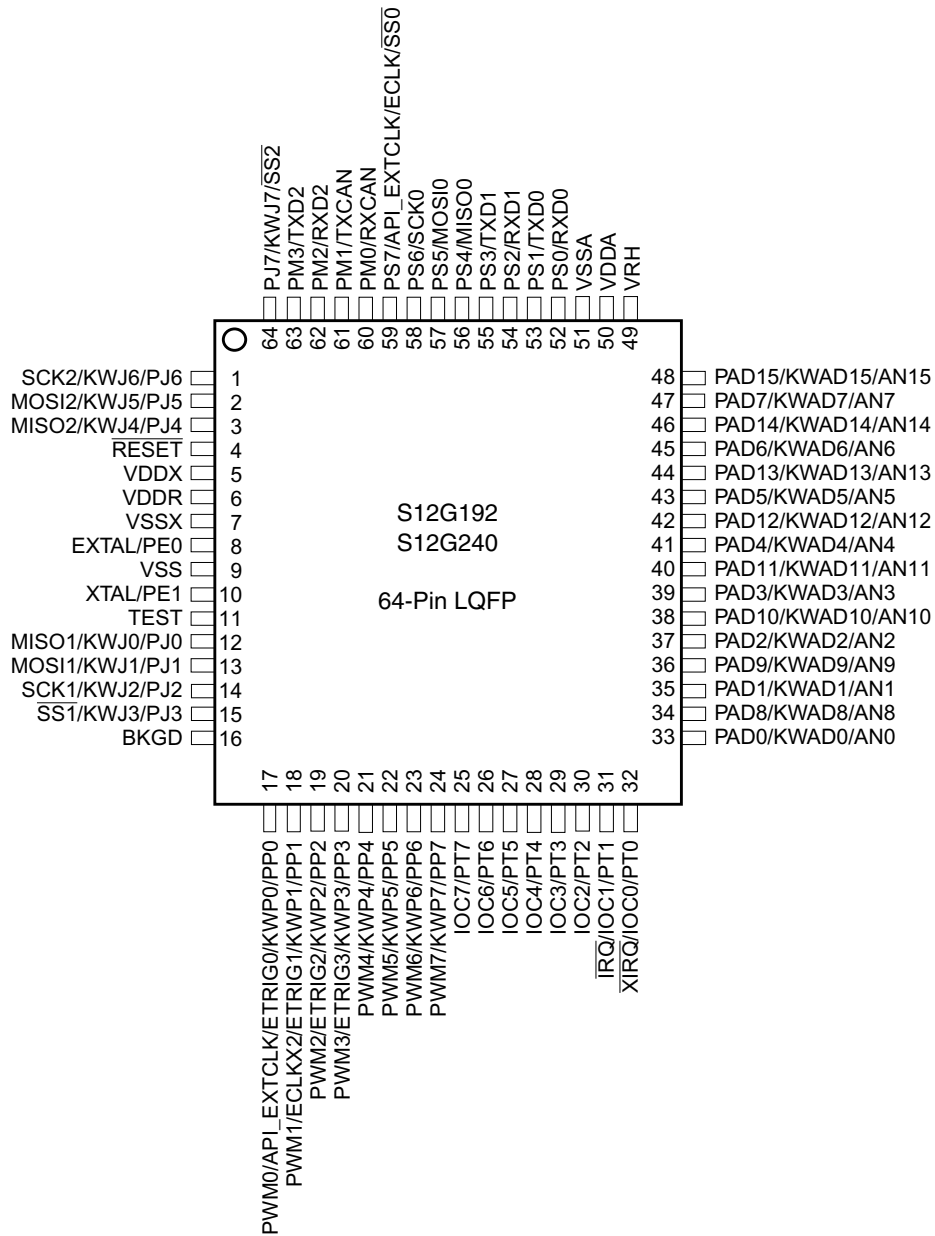 PJ7/KWJ7/S̅S̅2̅
PM3/TXD2
PM2/RXD2
PM1/TXCAN
PM0/RXCAN
PS7/API_EXTCLK/ECLK/S̅S̅0̅
PS6/SCK0
PS5/MOSI0
PS4/MISO0
PS3/TXD1
PS2/RXD1
PS1/TXD0
PS0/RXD0
VSSA
VDDA
VRH
64
63
62
61
60
59
58
57
56
55
54
53
52
51
50
49
SCK2/KWJ6/PJ6 1
MOSI2/KWJ5/PJ5 2
MISO2/KWJ4/PJ4 3
R̅E̅S̅E̅T̅ 4
VDDX 5
VDDR 6
VSSX 7
EXTAL/PE0 8
VSS 9
XTAL/PE1 10
TEST 11
MISO1/KWJ0/PJ0 12
MOSI1/KWJ1/PJ1 13
SCK1/KWJ2/PJ2 14
S̅S̅1̅/KWJ3/PJ3 15
BKGD 16
S12G192
S12G240
64-Pin LQFP
48 PAD15/KWAD15/AN15
47 PAD7/KWAD7/AN7
46 PAD14/KWAD14/AN14
45 PAD6/KWAD6/AN6
44 PAD13/KWAD13/AN13
43 PAD5/KWAD5/AN5
42 PAD12/KWAD12/AN12
41 PAD4/KWAD4/AN4
40 PAD11/KWAD11/AN11
39 PAD3/KWAD3/AN3
38 PAD10/KWAD10/AN10
37 PAD2/KWAD2/AN2
36 PAD9/KWAD9/AN9
35 PAD1/KWAD1/AN1
34 PAD8/KWAD8/AN8
33 PAD0/KWAD0/AN0
17
18
19
20
21
22
23
24
25
26
27
28
29
30
31
32
PWM0/API_EXTCLK/ETRIG0/KWP0/PP0
PWM1/ECLKX2/ETRIG1/KWP1/PP1
PWM2/ETRIG2/KWP2/PP2
PWM3/ETRIG3/KWP3/PP3
PWM4/KWP4/PP4
PWM5/KWP5/PP5
PWM6/KWP6/PP6
PWM7/KWP7/PP7
IOC7/PT7
IOC6/PT6
IOC5/PT5
IOC4/PT4
IOC3/PT3
IOC2/PT2
I̅R̅Q̅/IOC1/PT1
X̅I̅R̅Q̅/IOC0/PT0